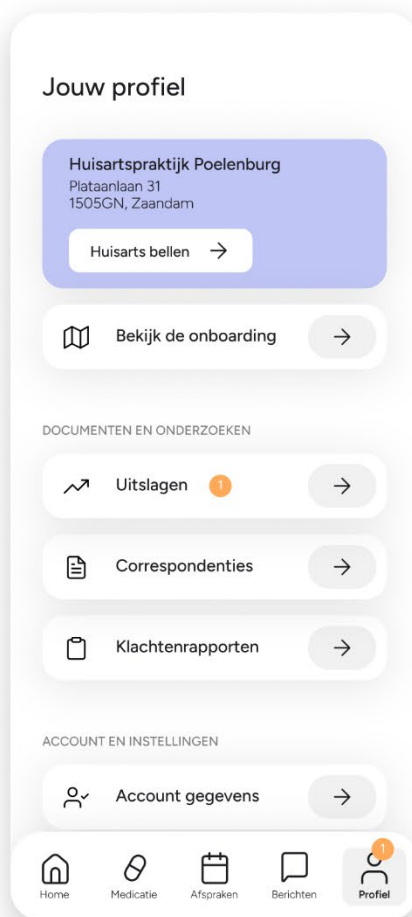 Jouw profiel
Huisartspraktijk Poelenburg
Plataanlaan 31
1505GN, Zaandam
Huisarts bellen
Bekijk de onboarding
DOCUMENTEN EN ONDERZOEKEN
Uitslagen 1
Correspondenties
Klachtenrapporten
ACCOUNT EN INSTELLINGEN
Account gegevens
1
Home Medicatie Afspraken Berichten Profiel